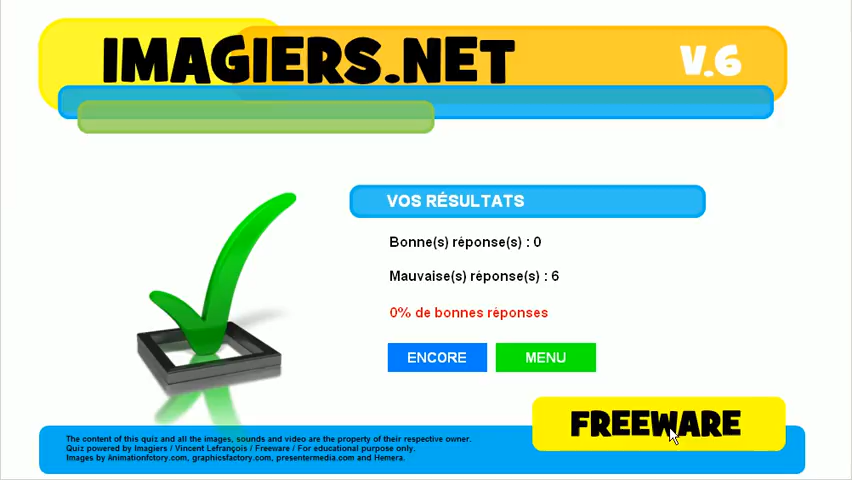 IMAGIERS.NET
V.6
VOS RÉSULTATS
Bonne(s) réponse(s) : 0
Mauvaise(s) réponse(s) : 6
0% de bonnes réponses
ENCORE
MENU
FREEWARE
The content of this quiz and all the images, sounds and video are the property of their respective owner.
Quiz powered by Imagiers / Vincent Lefrançois / Freeware / For educational purpose only.
Images by Animationfctory.com, graphicsfactory.com, presentermedia.com and Hemera.